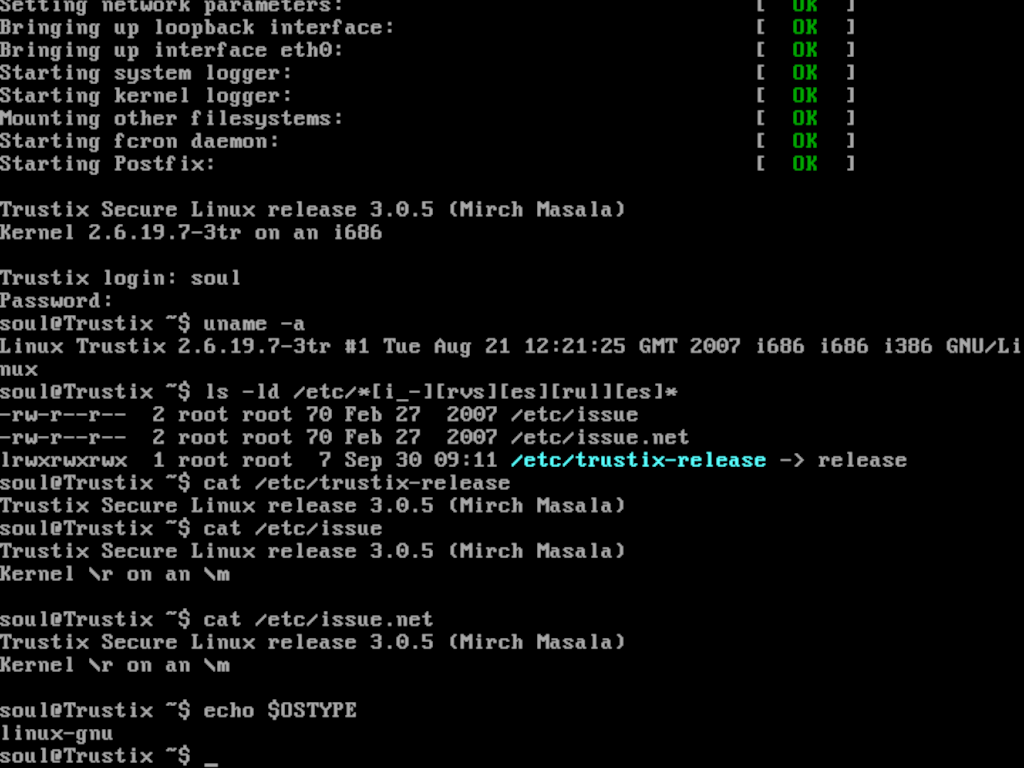 Setting network parameters: [ OK ]
Bringing up loopback interface: [ OK ]
Bringing up interface eth0: [ OK ]
Starting system logger: [ OK ]
Starting kernel logger: [ OK ]
Mounting other filesystems: [ OK ]
Starting fcron daemon: [ OK ]
Starting Postfix: [ OK ]
Trustix Secure Linux release 3.0.5 (Mirch Masala)
Kernel 2.6.19.7-3tr on an i686
Trustix login: soul
Password:
soul@Trustix ~$ uname -a
Linux Trustix 2.6.19.7-3tr #1 Tue Aug 21 12:21:25 GMT 2007 i686 i686 i386 GNU/Li
nux
soul@Trustix ~$ ls -ld /etc/*[i_-][rvs][es][rul][es]*
-rw-r--r-- 2 root root 70 Feb 27 2007 /etc/issue
-rw-r--r-- 2 root root 70 Feb 27 2007 /etc/issue.net
lrwxrwxrwx 1 root root 7 Sep 30 09:11 /etc/trustix-release -> release
soul@Trustix ~$ cat /etc/trustix-release
Trustix Secure Linux release 3.0.5 (Mirch Masala)
soul@Trustix ~$ cat /etc/issue
Trustix Secure Linux release 3.0.5 (Mirch Masala)
Kernel \r on an \m
soul@Trustix ~$ cat /etc/issue.net
Trustix Secure Linux release 3.0.5 (Mirch Masala)
Kernel \r on an \m
soul@Trustix ~$ echo $OSTYPE
linux-gnu
soul@Trustix ~$ _